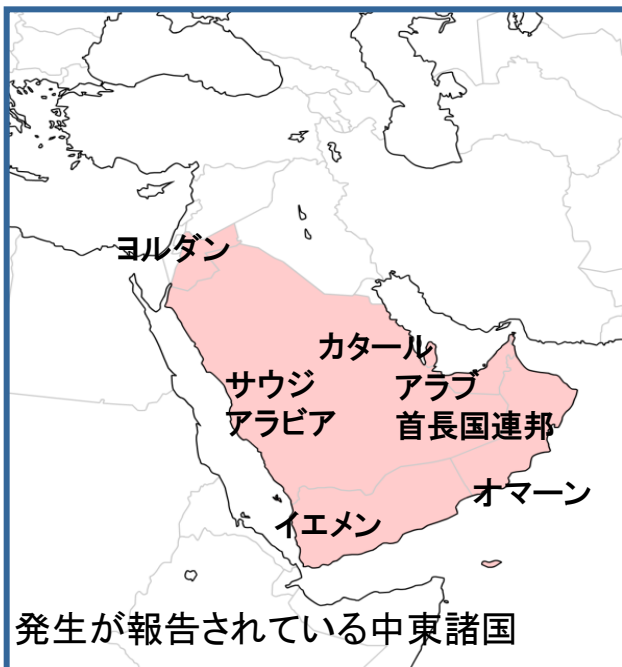 ヨルダン
カタール
サウジ
アラビア
アラブ
首長国連邦
オマーン
イエメン
発生が報告されている中東諸国